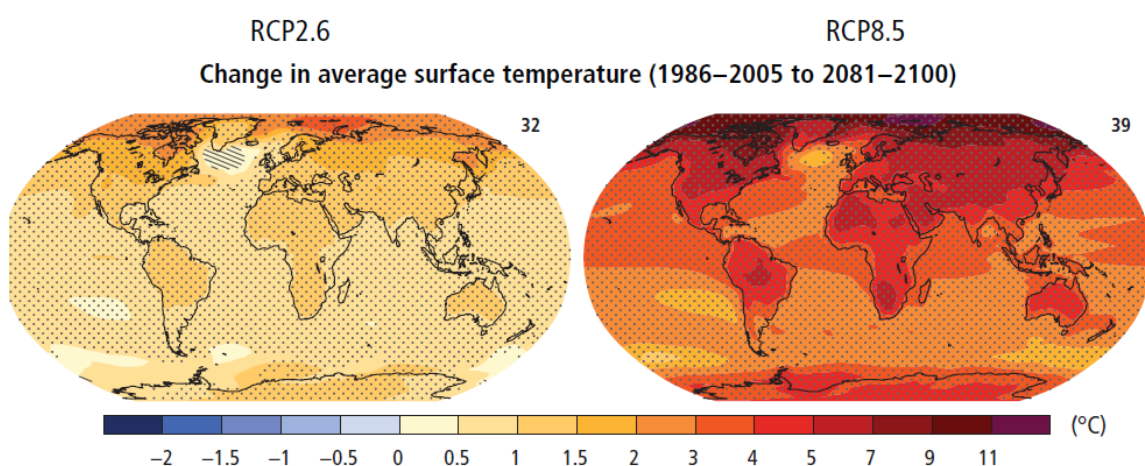 RCP2.6 RCP8.5
Change in average surface temperature (1986–2005 to 2081–2100)
32 39
−2 −1.5 −1 −0.5 0 0.5 1 1.5 2 3 4 5 7 9 11 (°C)